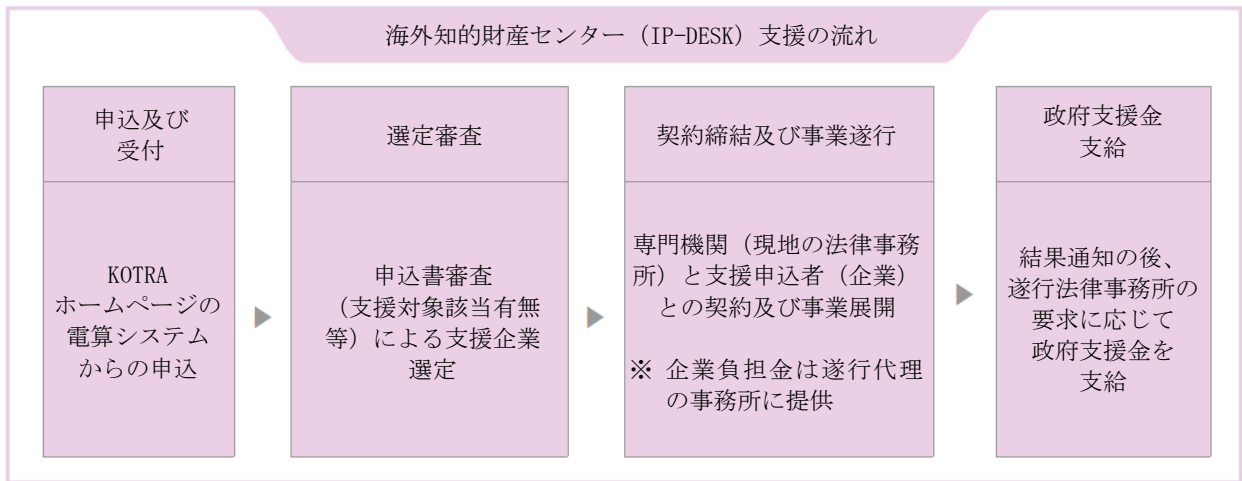 海外知的財産センター（IP-DESK）支援の流れ
申込及び
受付
KOTRA
ホームページの
電算システム
からの申込
選定審査
申込書審査
（支援対象該当有無
等）による支援企業
選定
契約締結及び事業遂行
専門機関（現地の法律事務
所）と支援申込者（企業）
との契約及び事業展開
※ 企業負担金は遂行代理
の事務所に提供
政府支援金
支給
結果通知の後、
遂行法律事務所の
要求に応じて
政府支援金を
支給